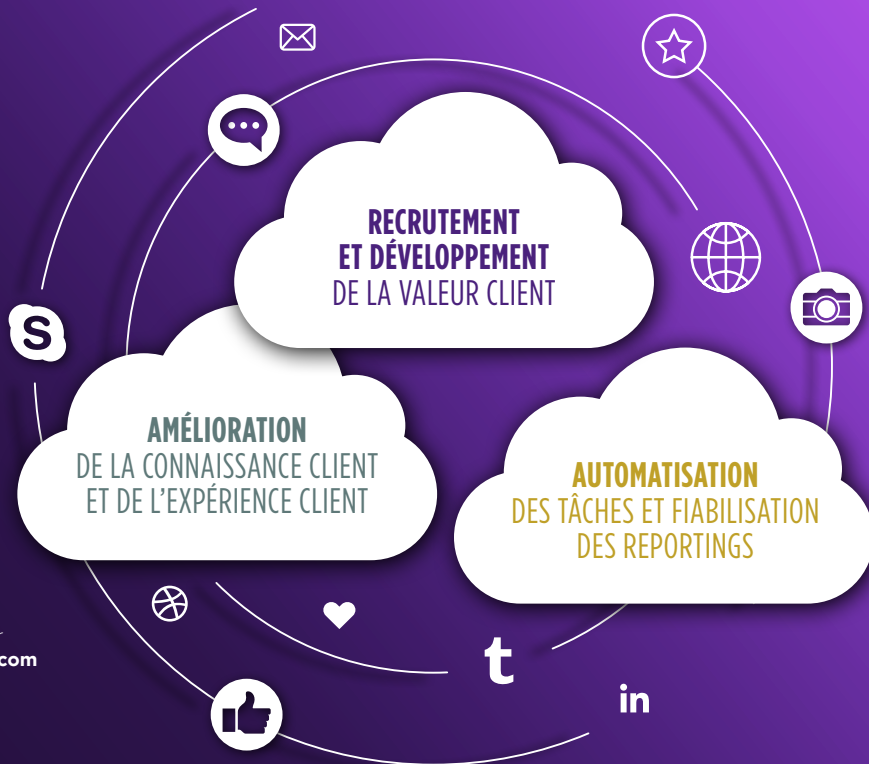 RECRUTEMENT
ET DÉVELOPPEMENT
DE LA VALEUR CLIENT
AMÉLIORATION
DE LA CONNAISSANCE CLIENT
ET DE L’EXPÉRIENCE CLIENT
AUTOMATISATION
DES TÂCHES ET FIABILISATION
DES REPORTINGS
com
S
t
in